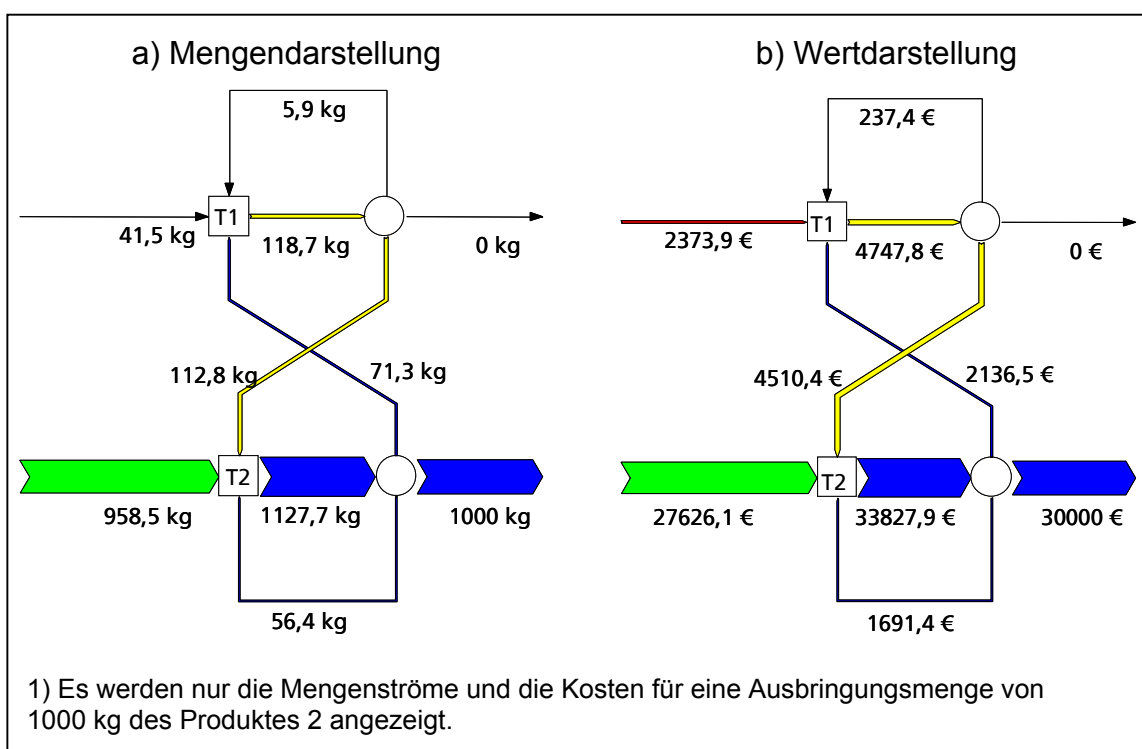 a) Mengendarstellung
b) Wertdarstellung
5,9 kg
T1
41,5 kg
118,7 kg
0 kg
112,8 kg
71,3 kg
T2
958,5 kg
1127,7 kg
1000 kg
56,4 kg
237,4 €
T1
2373,9 €
4747,8 €
0 €
4510,4 €
2136,5 €
T2
27626,1 €
33827,9 €
30000 €
1691,4 €
1) Es werden nur die Mengenströme und die Kosten für eine Ausbringungsmenge von
1000 kg des Produktes 2 angezeigt.